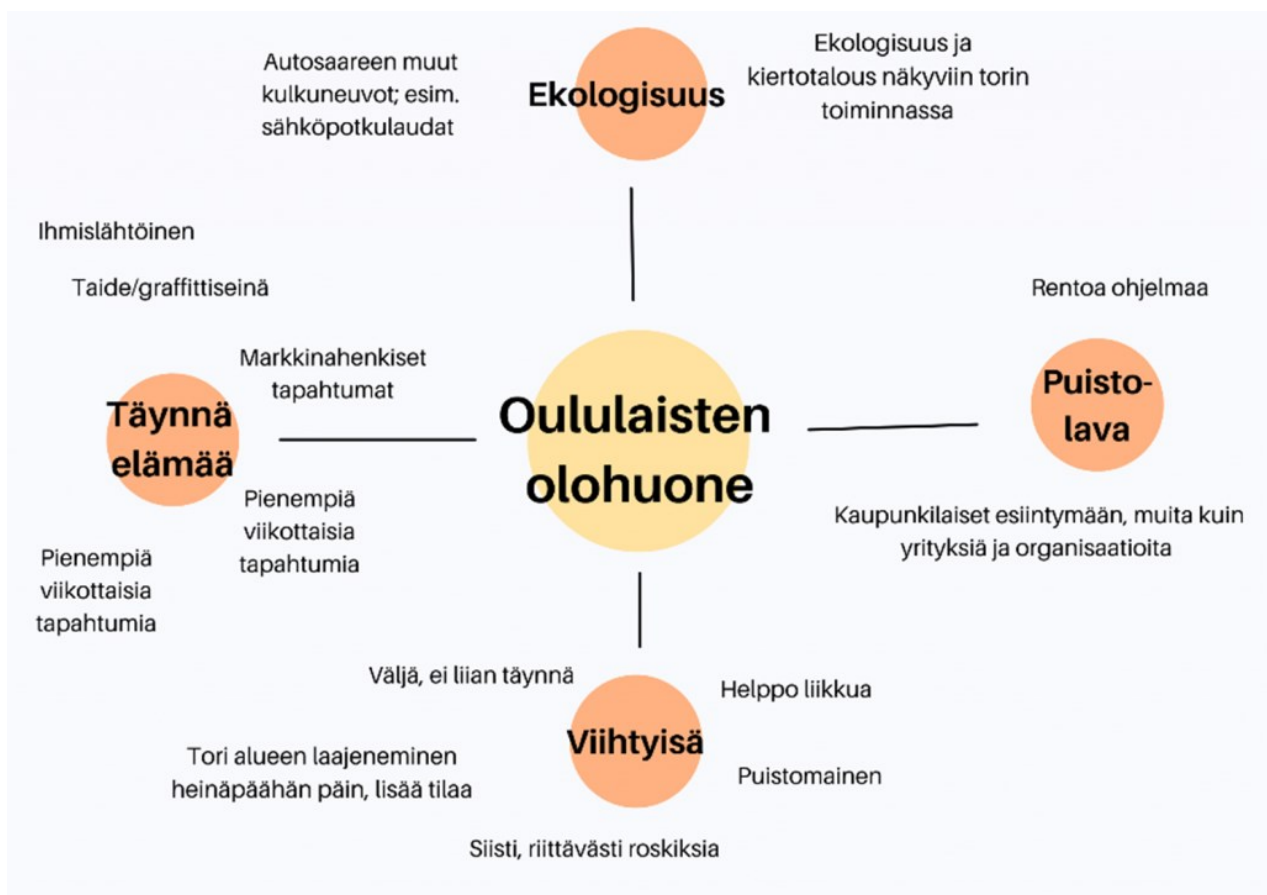 Autosaareen muut
kulkuneuvot; esim.
sähköpotkulaudat
Ekologisuus
Ekologisuus ja
kiertotalous näkyviin torin
toiminnassa
Ihmislähtöinen
Taide/graffittiseinä
Markkinahenkiset
tapahtumat
Täynnä
elämää
Pienempiä
viikottaisia
tapahtumia
Pienempiä
viikottaisia
tapahtumia
Oululaisten
olohuone
Rentoa ohjelmaa
Puisto-
lava
Kaupunkilaiset esiintymään, muita kuin
yrityksiä ja organisaatioita
Väljä, ei liian täynnä
Helppo liikkua
Viihtyisä
Tori alueen laajeneminen
heinäpäähän päin, lisää tilaa
Puistomainen
Siisti, riittävästi roskiksia